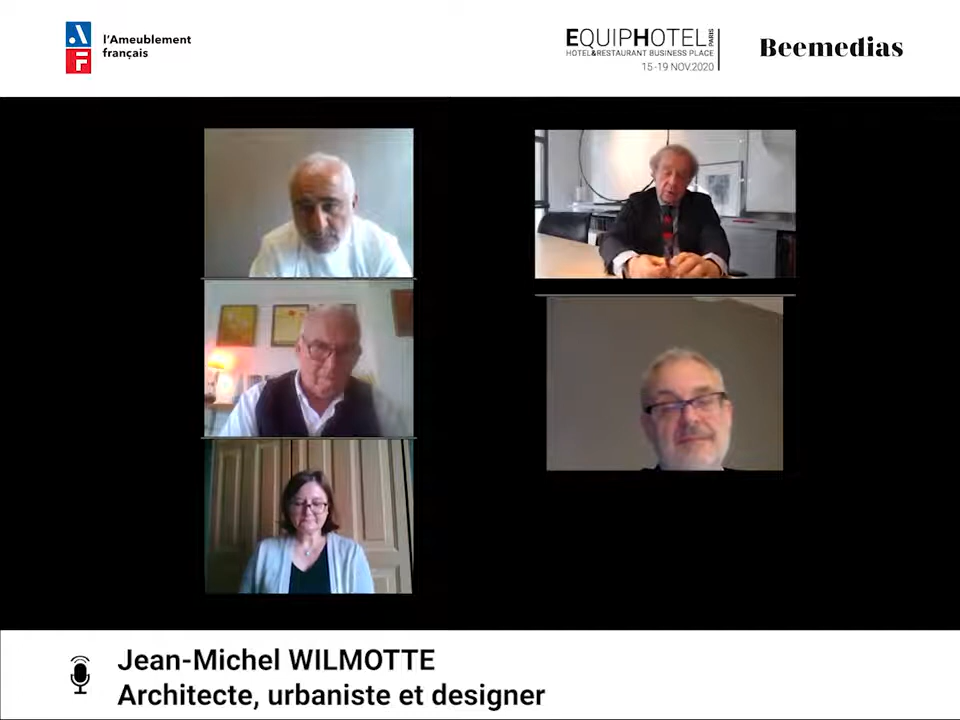 l'Ameublement
français
EQUIPHOTEL PARIS
HOTEL&RESTAURANT BUSINESS PLACE
15-19 NOV.2020
Beemedias
Jean-Michel WILMOTTE
Architecte, urbaniste et designer